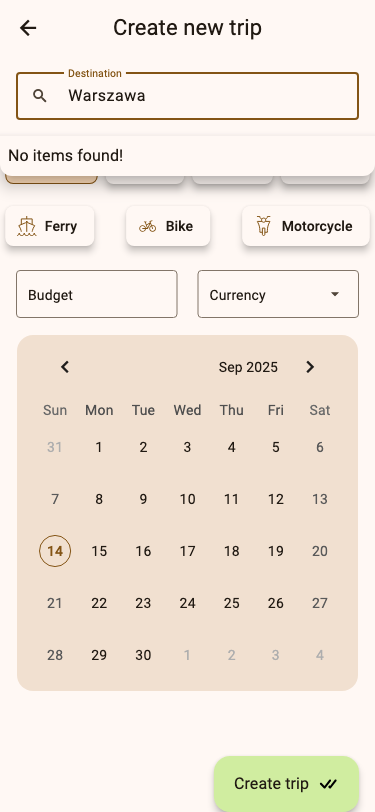 Create new trip
Destination
Warszawa
No items found!
Ferry Bike Motorcycle
Budget Currency
Sep 2025
Sun Mon Tue Wed Thu Fri Sat
31 1 2 3 4 5 6
7 8 9 10 11 12 13
14 15 16 17 18 19 20
21 22 23 24 25 26 27
28 29 30 1 2 3 4
Create trip